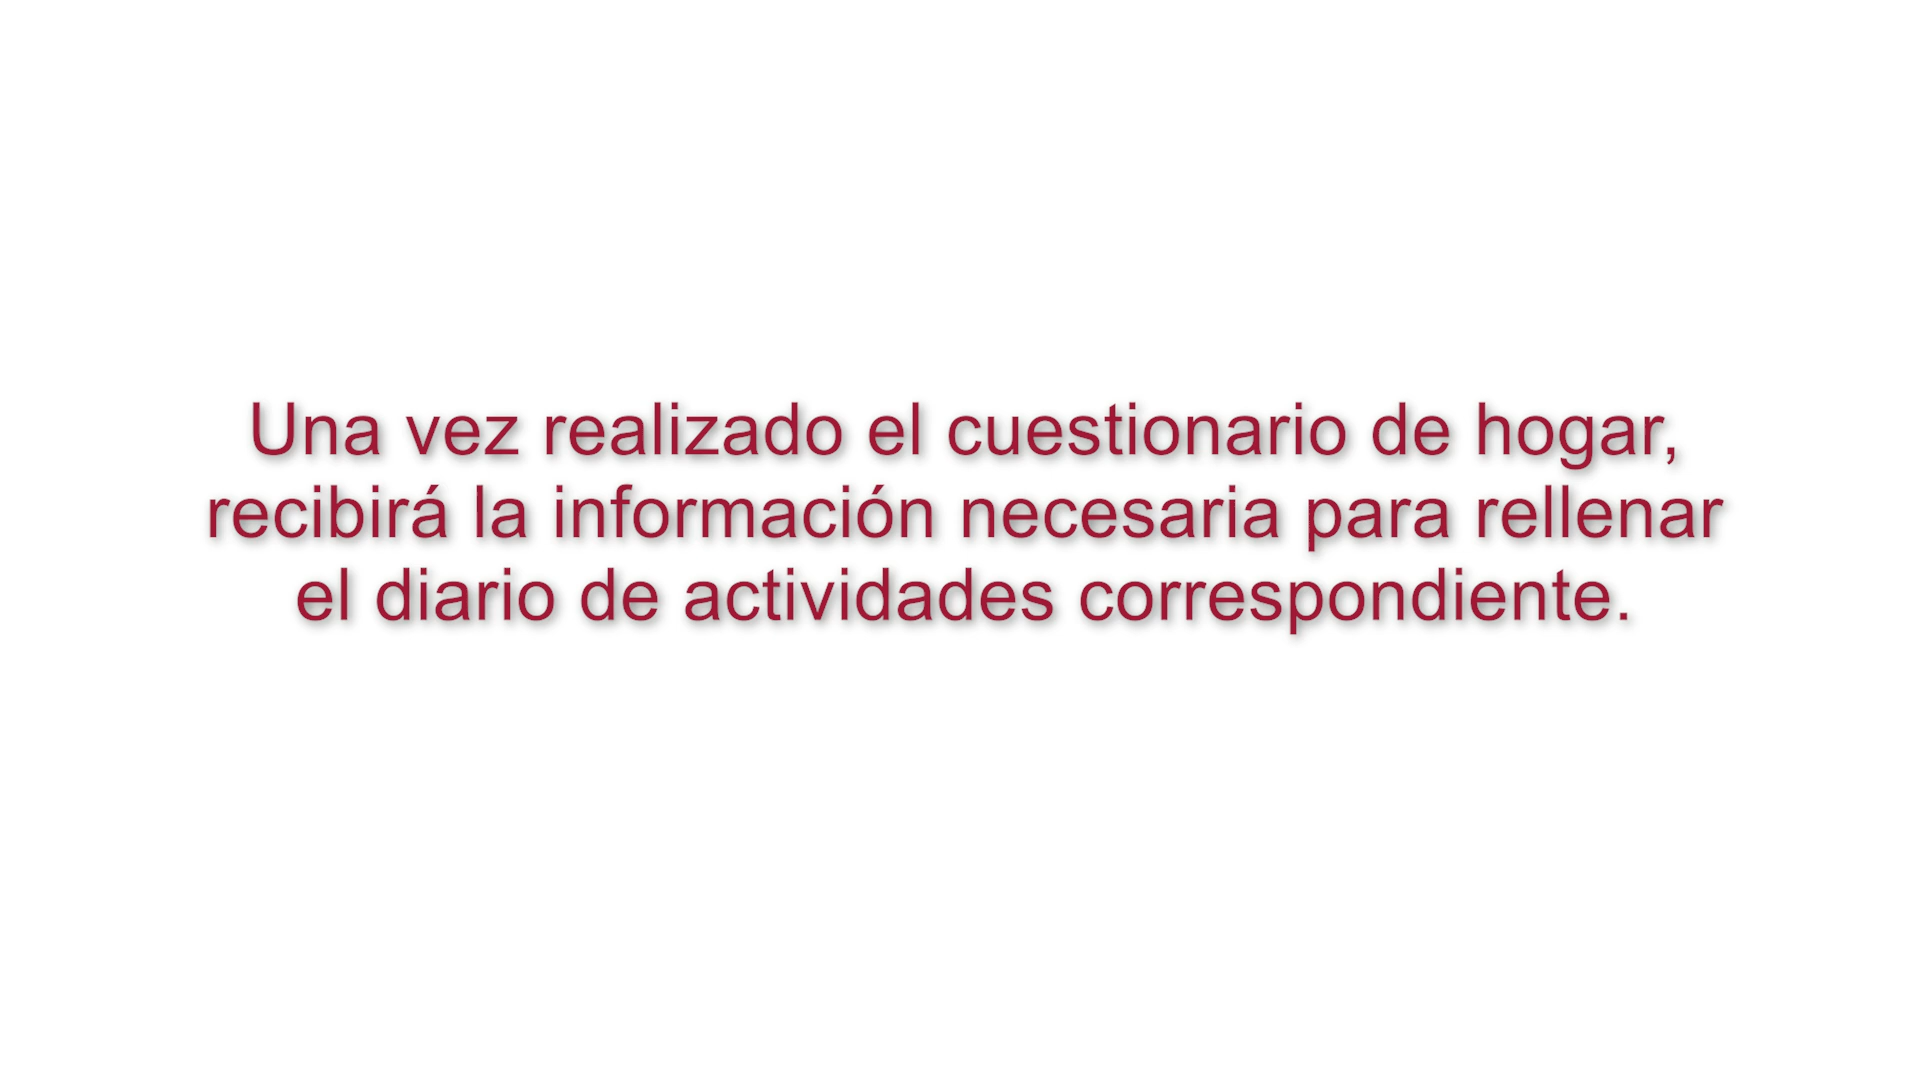 Una vez realizado el cuestionario de hogar,
recibirá la información necesaria para rellenar
el diario de actividades correspondiente.